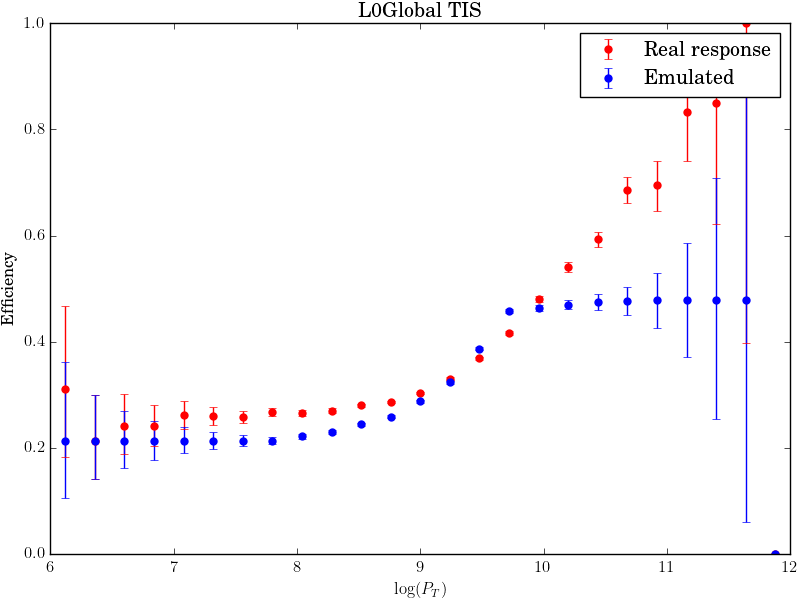 L0Global TIS
Real response
Emulated
Efficiency
1.0
0.8
0.6
0.4
0.2
0.0
6 7 8 9 10 11 12
log(P_T)